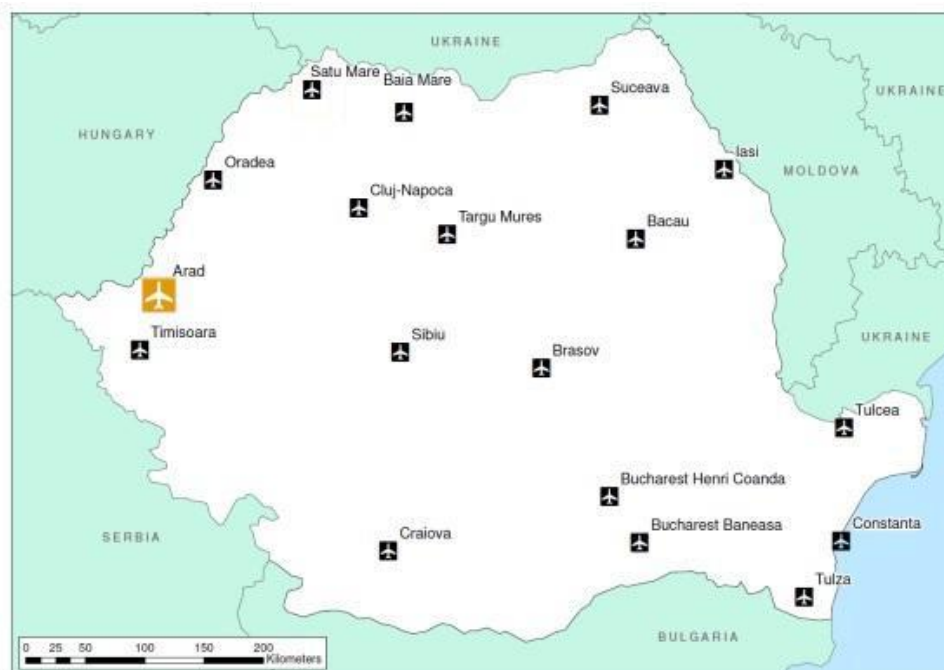 UKRAINE
Satu Mare
Baia Mare
Suceava
UKRAINE
HUNGARY
Iasi
Oradea
MOLDOVA
Cluj-Napoca
Targu Mures
Bacau
Arad
Timisoara
Sibiu
Brasov
UKRAINE
Tulcea
Bucharest Henri Coanda
Bucharest Baneasa
Constanta
Craiova
SERBIA
Tulza
BULGARIA
0 25 50 100 150 200
Kilometers